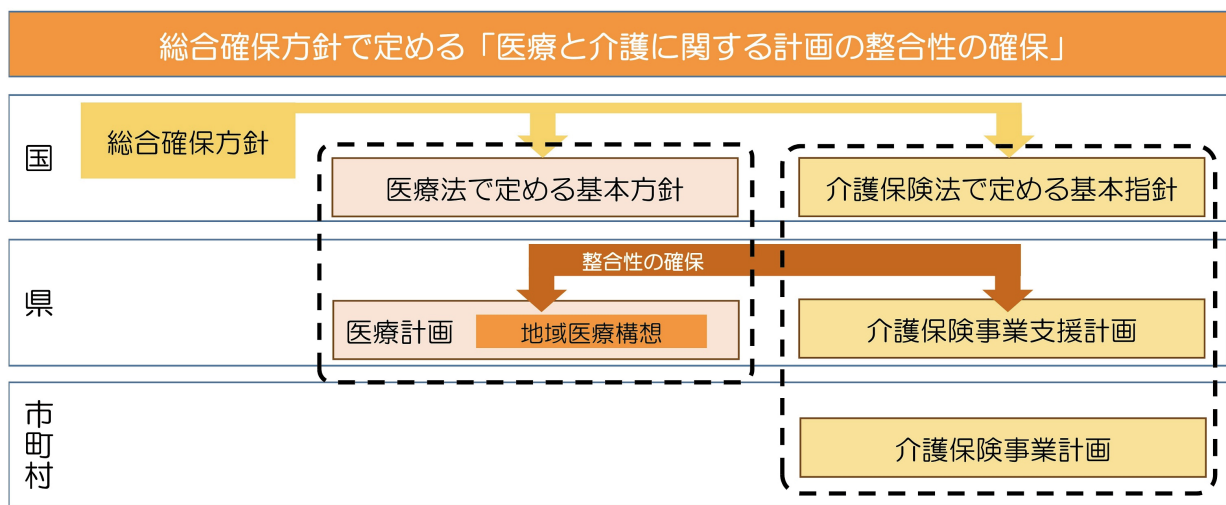 総合確保方針で定める「医療と介護に関する計画の整合性の確保」
国
総合確保方針
医療法で定める基本方針
介護保険法で定める基本指針
県
整合性の確保
医療計画
地域医療構想
介護保険事業支援計画
市町村
介護保険事業計画